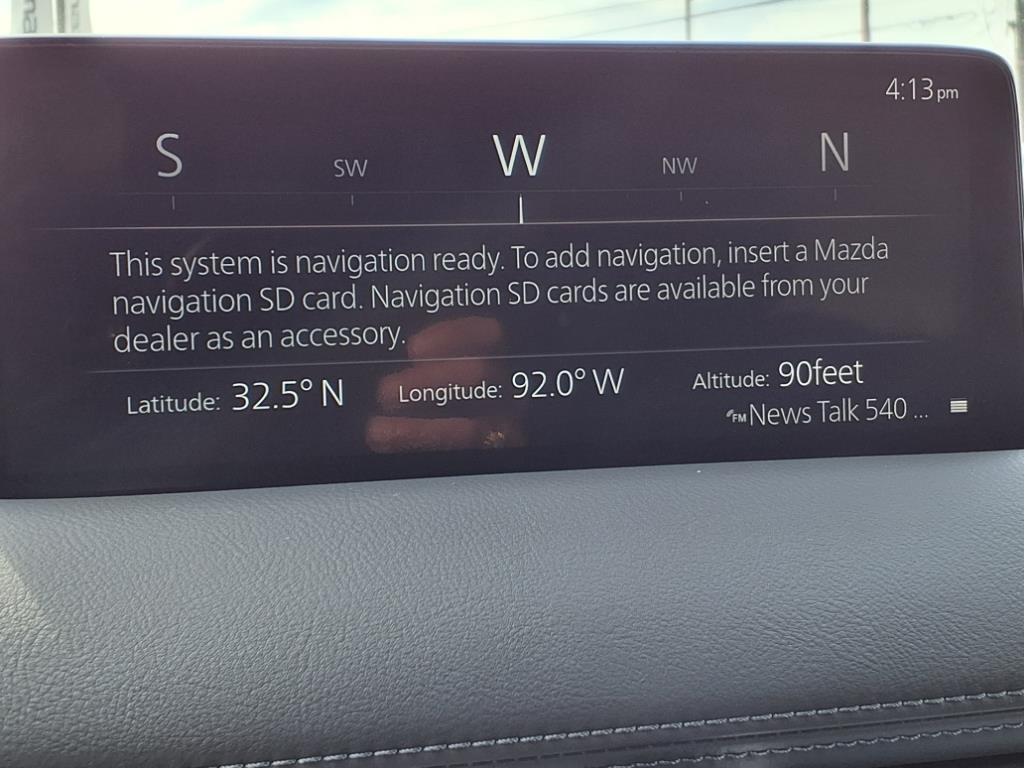 4:13pm
S SW W NW N
This system is navigation ready. To add navigation, insert a Mazda
navigation SD card. Navigation SD cards are available from your
dealer as an accessory.
Latitude: 32.5° N Longitude: 92.0° W Altitude: 90feet
FM News Talk 540 ...